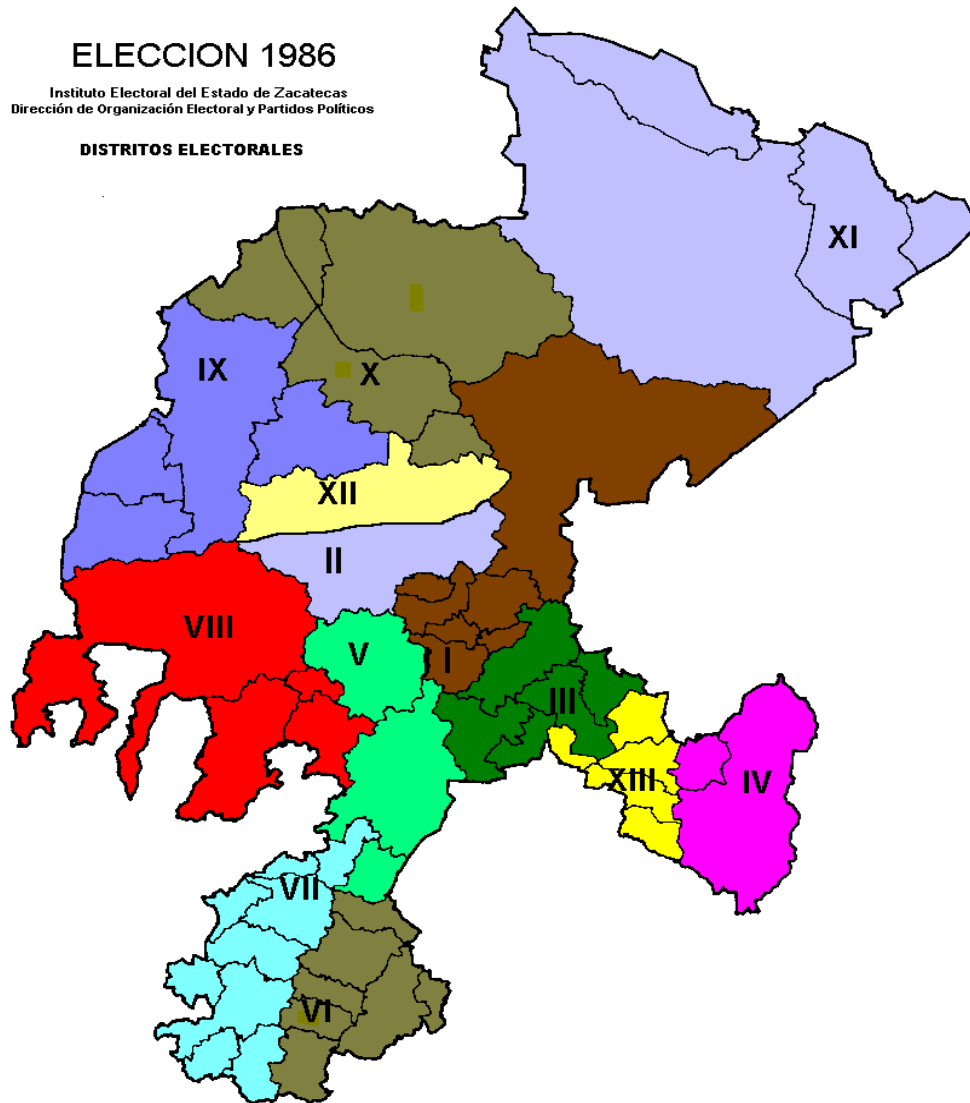 ELECCION 1986
Instituto Electoral del Estado de Zacatecas
Dirección de Organización Electoral y Partidos Políticos
DISTRITOS ELECTORALES
XI
IX
X
XII
II
VIII
V
I
III
XIII
IV
VII
VI